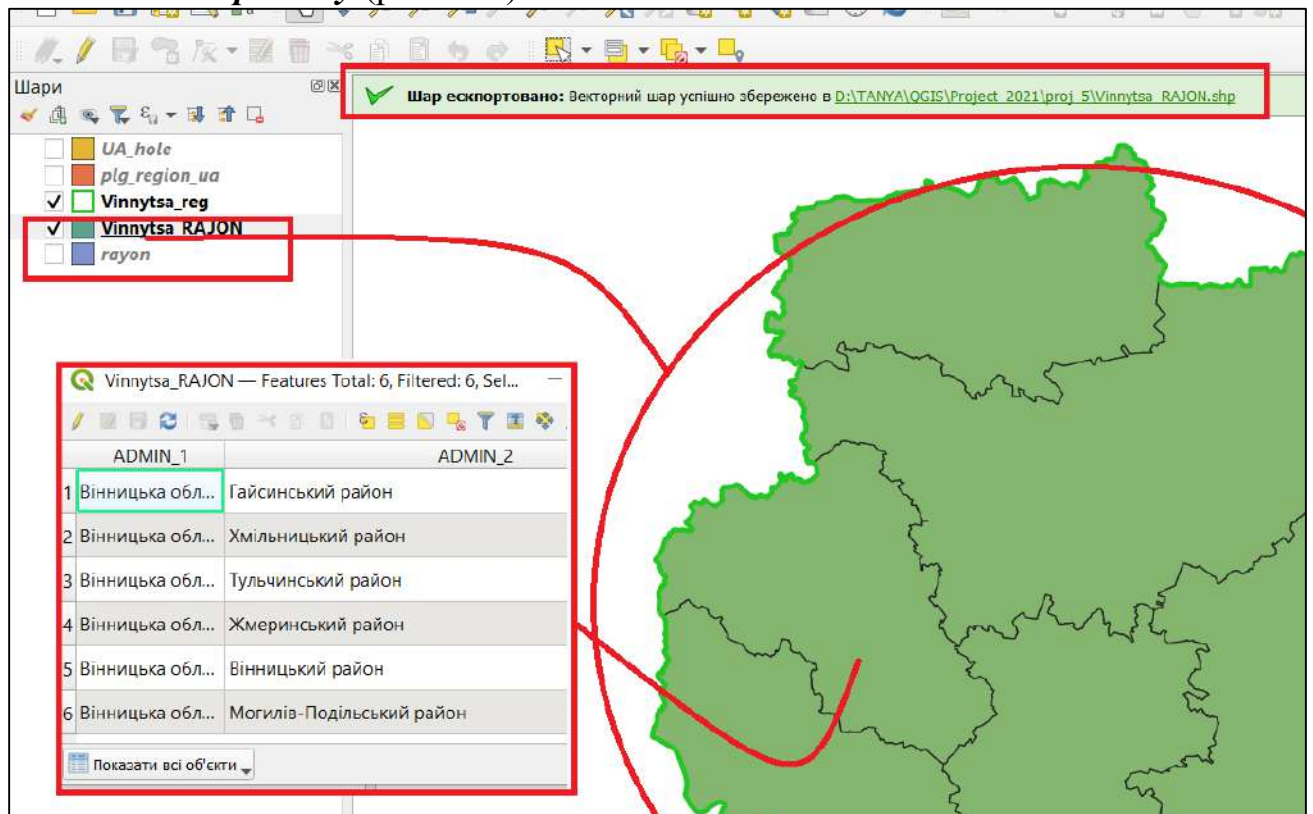 Шари
Шар ескпортовано: Векторний шар успішно збережено в D:\TANYA\QGIS\Project_2021\proj_5\Vinnytsa_RAJON.shp
UA_hole
plg_region_ua
Vinnytsa_reg
Vinnytsa_RAJON
rayon
Vinnytsa_RAJON — Features Total: 6, Filtered: 6, Sel...
ADMIN_1 ADMIN_2
1 Вінницька обл... Гайсинський район
2 Вінницька обл... Хмільницький район
3 Вінницька обл... Тульчинський район
4 Вінницька обл... Жмеринський район
5 Вінницька обл... Вінницький район
6 Вінницька обл... Могилів-Подільський район
Показати всі об'єкти